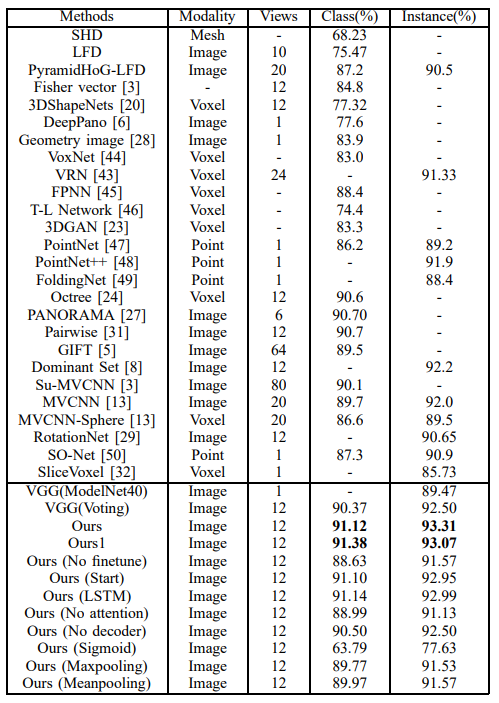 Methods Modality Views Class(%) Instance(%)
SHD Mesh - 68.23 -
LFD Image 10 75.47 -
PyramidHoG-LFD Image 20 87.2 90.5
Fisher vector [3] - 12 84.8 -
3DShapeNets [20] Voxel 12 77.32 -
DeepPano [6] Image 1 77.6 -
Geometry image [28] Image 1 83.9 -
VoxNet [44] Voxel - 83.0 -
VRN [43] Voxel 24 - 91.33
FPNN [45] Voxel - 88.4 -
T-L Network [46] Voxel - 74.4 -
3DGAN [23] Voxel - 83.3 -
PointNet [47] Point 1 86.2 89.2
PointNet++ [48] Point 1 - 91.9
FoldingNet [49] Point 1 - 88.4
Octree [24] Voxel 12 90.6 -
PANORAMA [27] Image 6 90.70 -
Pairwise [31] Image 12 90.7 -
GIFT [5] Image 64 89.5 -
Dominant Set [8] Image 12 - 92.2
Su-MVCNN [3] Image 80 90.1 -
MVCNN [13] Image 20 89.7 92.0
MVCNN-Sphere [13] Voxel 20 86.6 89.5
RotationNet [29] Image 12 - 90.65
SO-Net [50] Point 1 87.3 90.9
SliceVoxel [32] Voxel 1 - 85.73
VGG(ModelNet40) Image 1 - 89.47
VGG(Voting) Image 12 90.37 92.50
Ours Image 12 91.12 93.31
Ours1 Image 12 91.38 93.07
Ours (No finetune) Image 12 88.63 91.57
Ours (Start) Image 12 91.10 92.95
Ours (LSTM) Image 12 91.14 92.99
Ours (No attention) Image 12 88.99 91.13
Ours (No decoder) Image 12 90.50 92.50
Ours (Sigmoid) Image 12 63.79 77.63
Ours (Maxpooling) Image 12 89.77 91.53
Ours (Meanpooling) Image 12 89.97 91.57